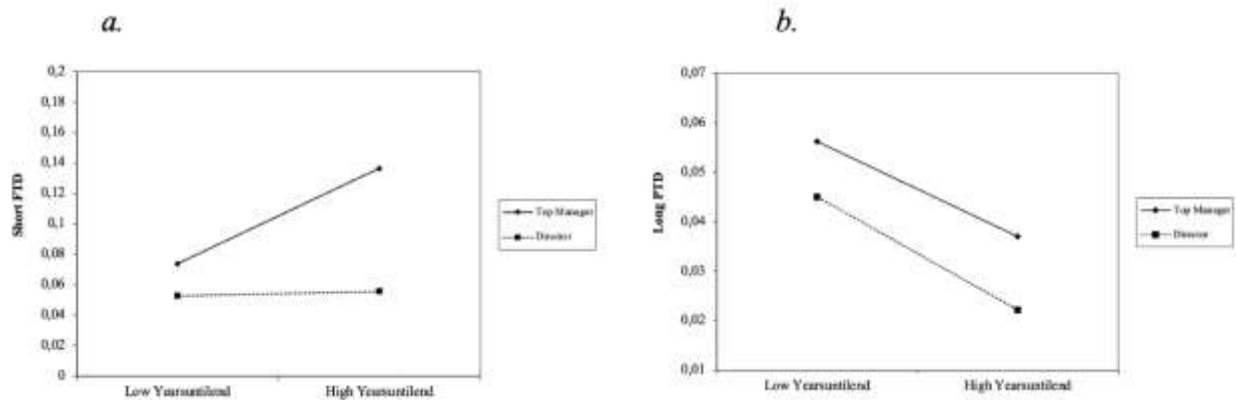 a.
Short FTD
0,2
0,18
0,16
0,14
0,12
0,1
0,08
0,06
0,04
0,02
0
Low Yearsuntilend
High Yearsuntilend
Top Manager
Director
b.
Long PTD
0,07
0,06
0,05
0,04
0,03
0,02
0,01
Low Yearsuntilend
High Yearsuntilend
Top Manager
Director